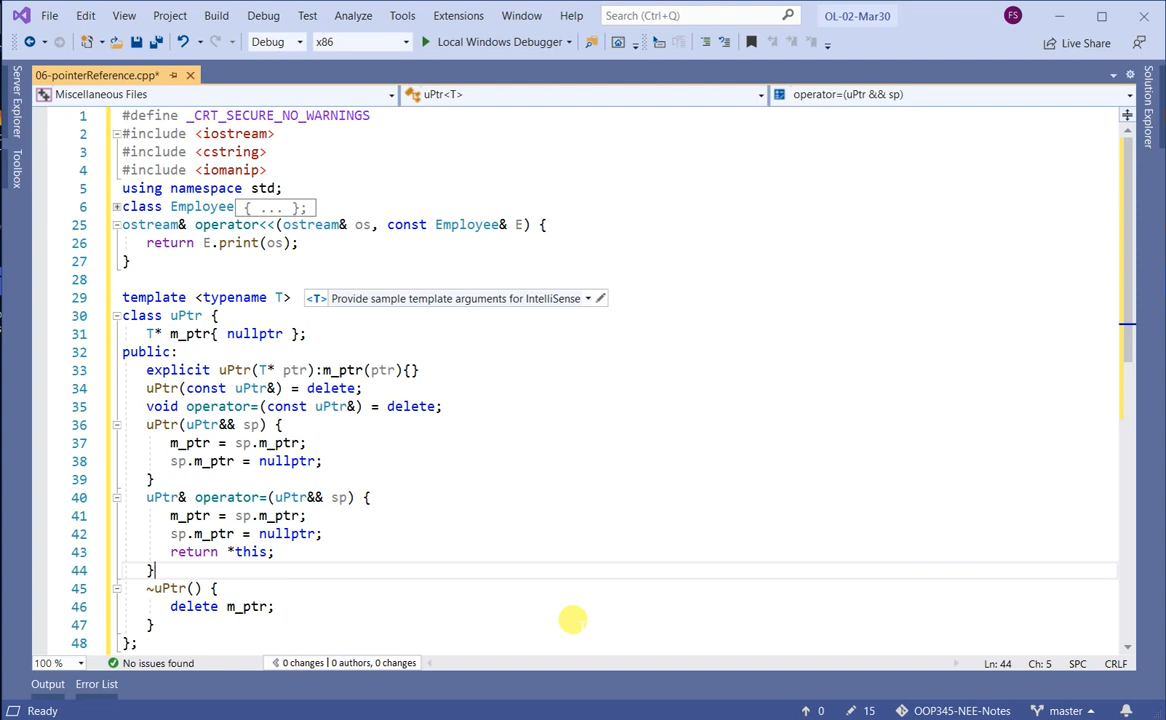 File Edit View Project Build Debug Test Analyze Tools Extensions Window Help Search (Ctrl+Q) OL-02-Mar30 FS
Debug x86 Local Windows Debugger Live Share
06-pointerReference.cpp*
Miscellaneous Files uPtr<T> operator=(uPtr && sp)
Server Explorer
Toolbox
Solution Explorer
1 #define _CRT_SECURE_NO_WARNINGS
2 #include <iostream>
3 #include <cstring>
4 #include <iomanip>
5 using namespace std;
6 class Employee { ... };
25 ostream& operator<<(ostream& os, const Employee& E) {
26 return E.print(os);
27 }
28
29 template <typename T> <T> Provide sample template arguments for IntelliSense
30 class uPtr {
31 T* m_ptr{ nullptr };
32 public:
33 explicit uPtr(T* ptr):m_ptr(ptr){}
34 uPtr(const uPtr&) = delete;
35 void operator=(const uPtr&) = delete;
36 uPtr(uPtr&& sp) {
37 m_ptr = sp.m_ptr;
38 sp.m_ptr = nullptr;
39 }
40 uPtr& operator=(uPtr&& sp) {
41 m_ptr = sp.m_ptr;
42 sp.m_ptr = nullptr;
43 return *this;
44 }
45 ~uPtr() {
46 delete m_ptr;
47 }
48 };
100 % No issues found 0 changes | 0 authors, 0 changes Ln: 44 Ch: 5 SPC CRLF
Output Error List
Ready 0 15 OOP345-NEE-Notes master